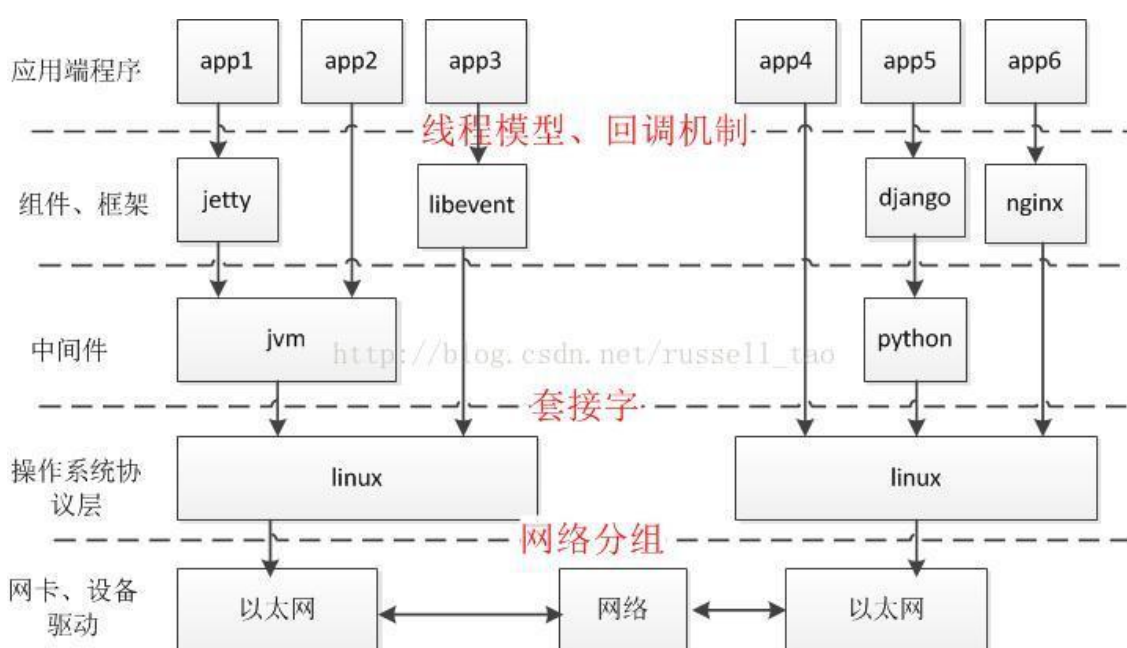 应用端程序
app1
app2
app3
app4
app5
app6
线程模型、回调机制
组件、框架
jetty
libevent
django
nginx
中间件
jvm
http://blog.csdn.net/russell_tao
python
套接字
操作系统协
议层
linux
linux
网络分组
网卡、设备
驱动
以太网
网络
以太网